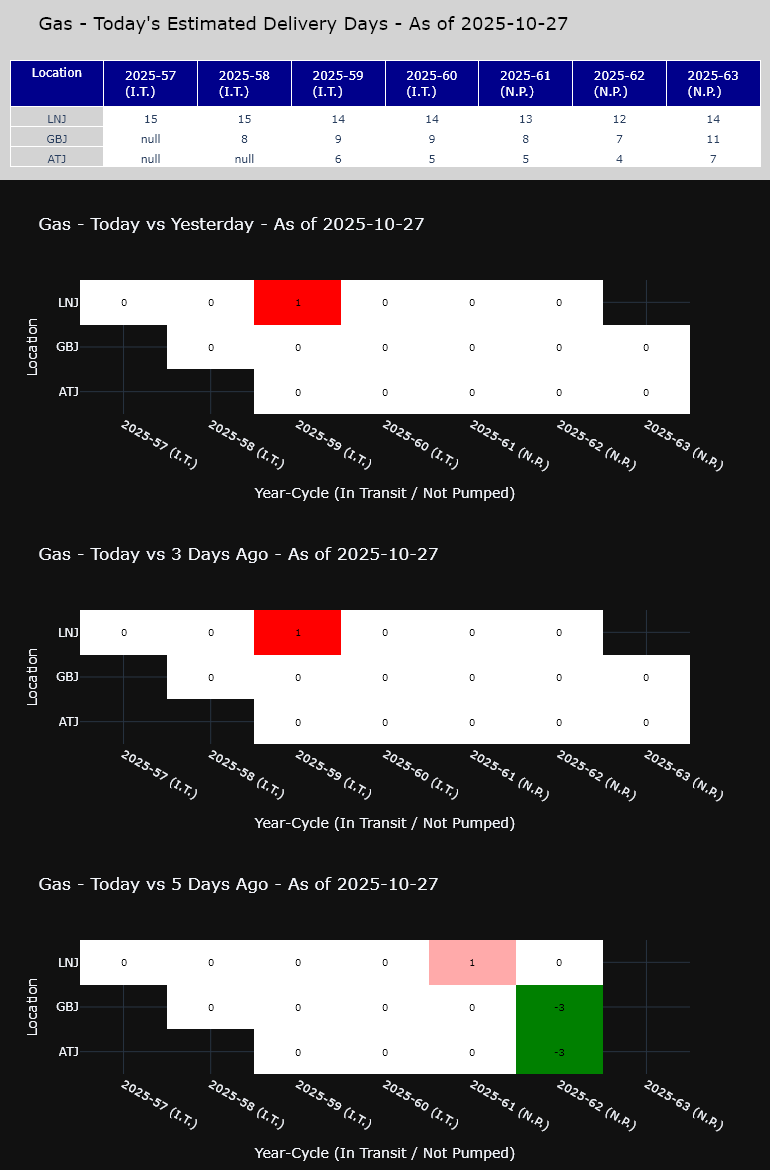 Gas - Today's Estimated Delivery Days - As of 2025-10-27
Location 2025-57 (I.T.) 2025-58 (I.T.) 2025-59 (I.T.) 2025-60 (I.T.) 2025-61 (N.P.) 2025-62 (N.P.) 2025-63 (N.P.)
LNJ 15 15 14 14 13 12 14
GBJ null 8 9 9 8 7 11
ATJ null null 6 5 5 4 7
Gas - Today vs Yesterday - As of 2025-10-27
Location
LNJ 0 0 1 0 0 0
GBJ 0 0 0 0 0 0
ATJ 0 0 0 0 0
2025-57 (I.T.) 2025-58 (I.T.) 2025-59 (I.T.) 2025-60 (I.T.) 2025-61 (N.P.) 2025-62 (N.P.) 2025-63 (N.P.)
Year-Cycle (In Transit / Not Pumped)
Gas - Today vs 3 Days Ago - As of 2025-10-27
Location
LNJ 0 0 1 0 0 0
GBJ 0 0 0 0 0 0
ATJ 0 0 0 0 0
2025-57 (I.T.) 2025-58 (I.T.) 2025-59 (I.T.) 2025-60 (I.T.) 2025-61 (N.P.) 2025-62 (N.P.) 2025-63 (N.P.)
Year-Cycle (In Transit / Not Pumped)
Gas - Today vs 5 Days Ago - As of 2025-10-27
Location
LNJ 0 0 0 0 1 0
GBJ 0 0 0 0 -3
ATJ 0 0 0 -3
2025-57 (I.T.) 2025-58 (I.T.) 2025-59 (I.T.) 2025-60 (I.T.) 2025-61 (N.P.) 2025-62 (N.P.) 2025-63 (N.P.)
Year-Cycle (In Transit / Not Pumped)